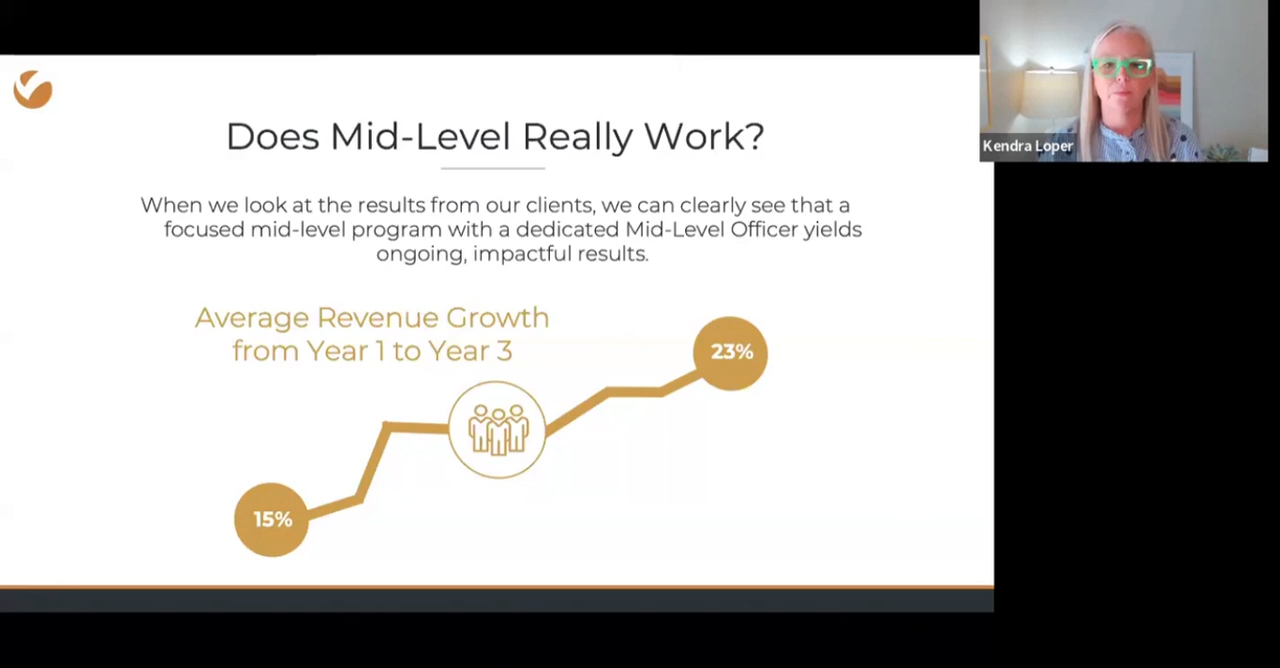 Does Mid-Level Really Work?
When we look at the results from our clients, we can clearly see that a
focused mid-level program with a dedicated Mid-Level Officer yields
ongoing, impactful results.
Average Revenue Growth
from Year 1 to Year 3
23%
15%
Kendra Loper